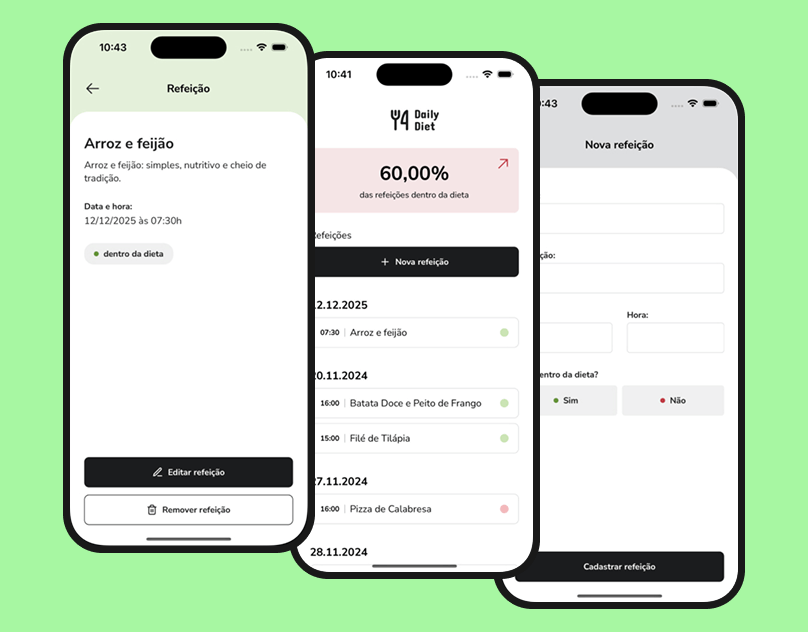 10:43
Refeição
Arroz e feijão
Arroz e feijão: simples, nutritivo e cheio de
tradição.
Data e hora:
12/12/2025 às 07:30h
dentro da dieta
Editar refeição
Remover refeição
10:41
Daily
Diet
60,00%
das refeições dentro da dieta
Refeições
+ Nova refeição
12.12.2025
07:30 | Arroz e feijão
20.11.2024
16:00 | Batata Doce e Peito de Frango
15:00 | Filé de Tilápia
27.11.2024
16:00 | Pizza de Calabresa
28.11.2024
:43
Nova refeição
ção:
Hora:
entro da dieta?
Sim
Não
Cadastrar refeição